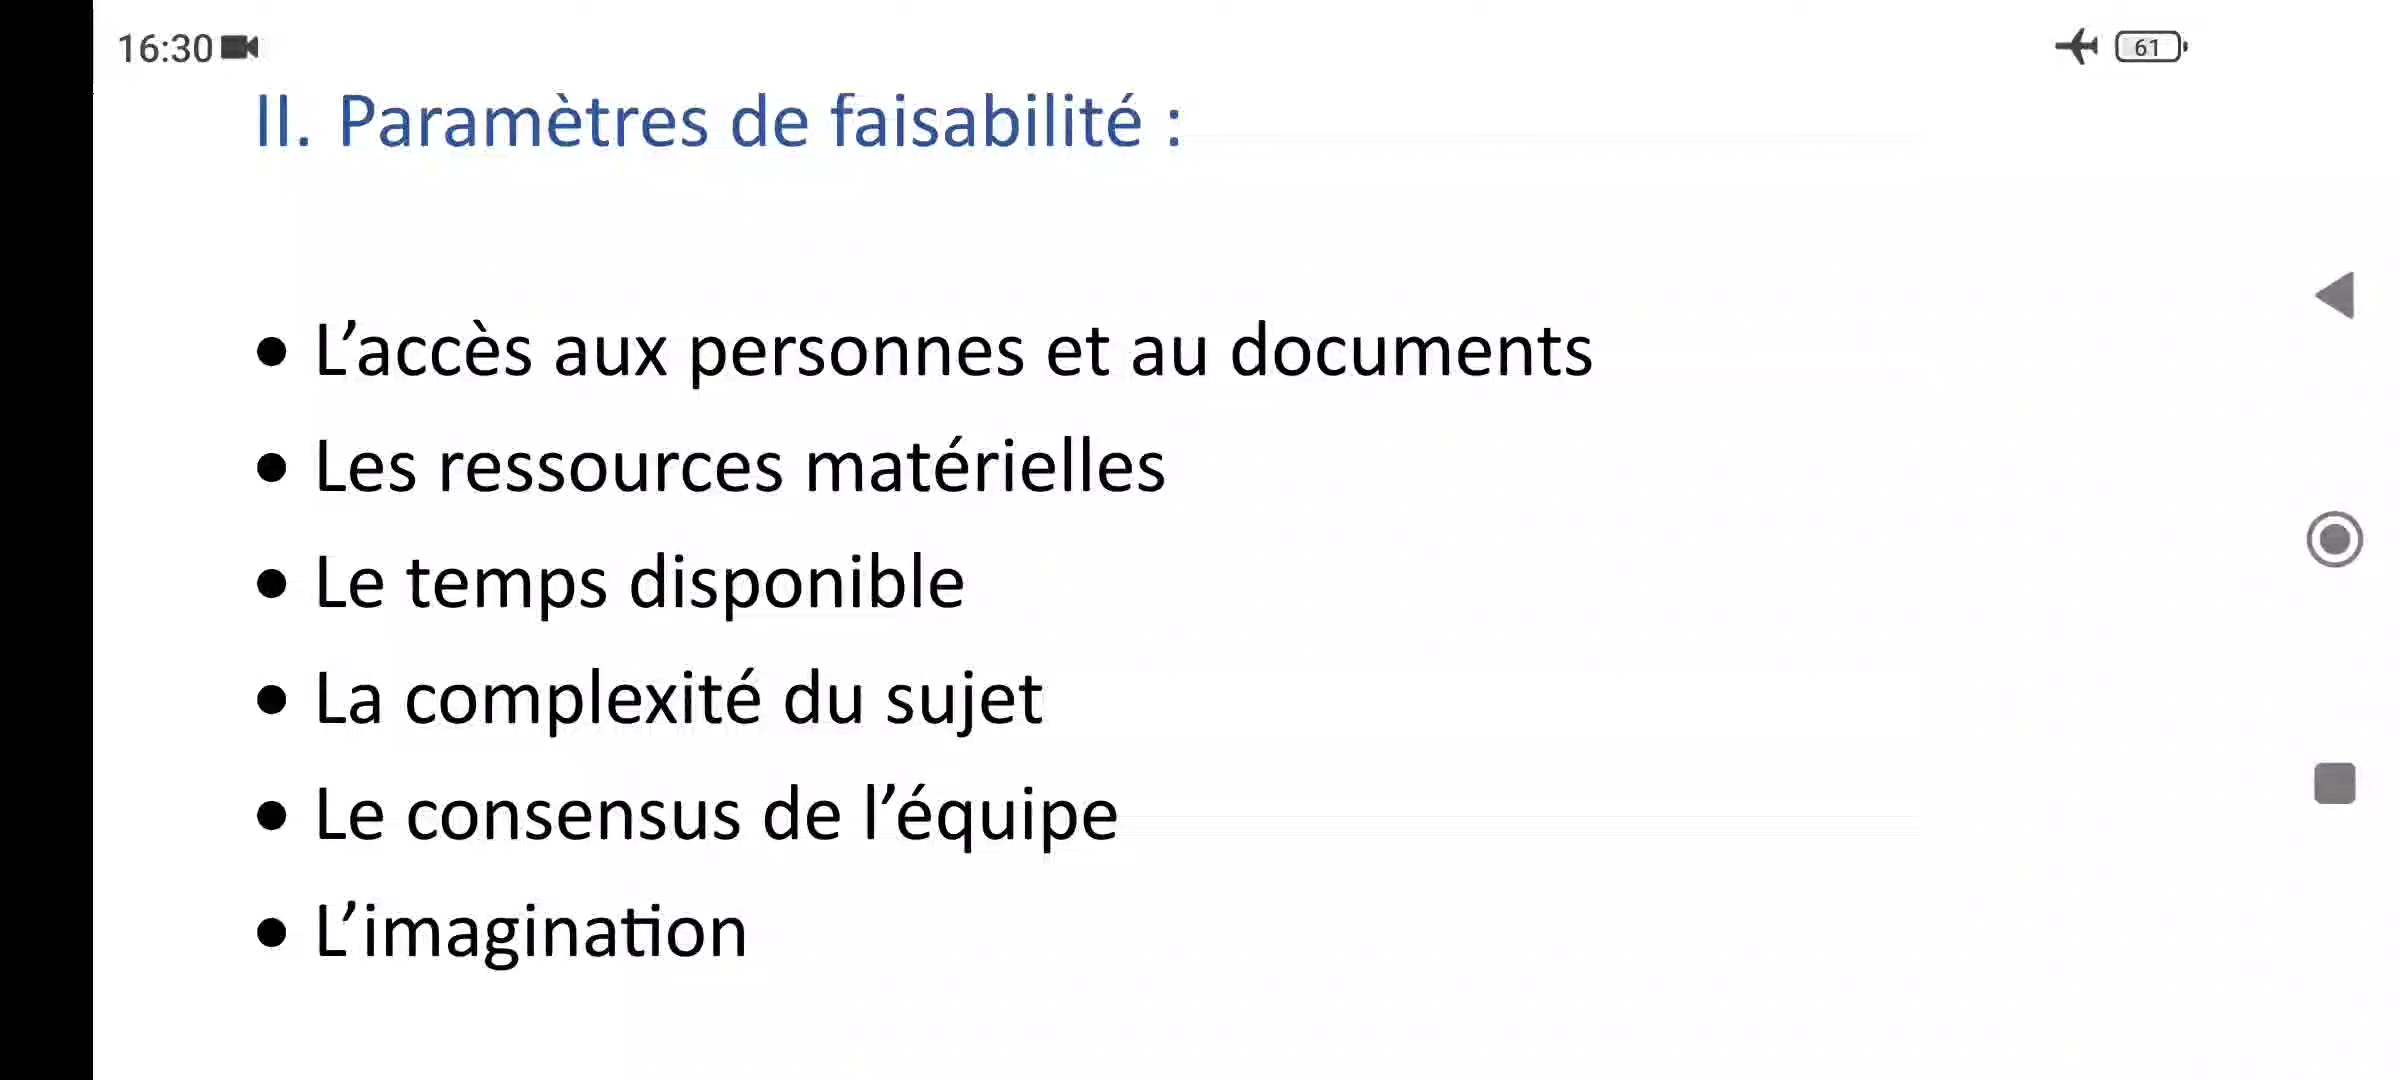 16:30
61
II. Paramètres de faisabilité :
• L’accès aux personnes et au documents
• Les ressources matérielles
• Le temps disponible
• La complexité du sujet
• Le consensus de l’équipe
• L’imagination